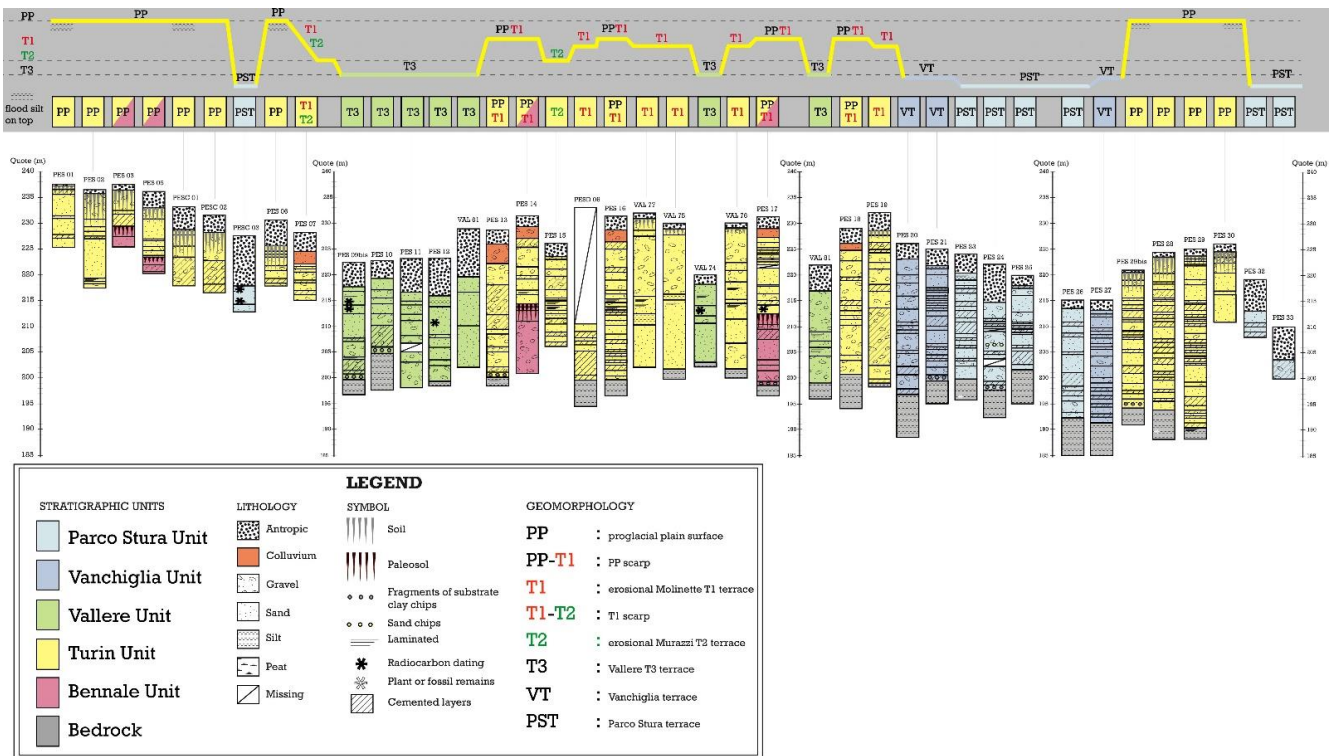 PP PP PP PP
T1 T1 PP T1 PP T1 T1 T1 T1 PP T1 PP T1 T1
T2 T2 T2
T3 PST T3 T3 T3 VT PST VT PST
flood silt on top
PP PP PP PP PP PP PST PP T1 T2 T3 T3 T3 T3 T3 PP T1 PP T1 T2 T1 PP T1 T1 T1 T3 T1 PP T1 T3 PP T1 T1 VT VT PST PST PST PST VT PP PP PP PP PST PST
Quote (m) Quote (m) Quote (m) Quote (m) Quote (m)
PES 01 PES 02 PES 03 PES 05 PESC 01 PESC 02 PESC 03 PES 06 PES 07
PES 09bis PES 10 PES 11 PES 12 VAL 81 PES 13 PES 14 PES 15 PESO 08 PES 16 VAL 77 VAL 75 VAL 74 VAL 76 PES 17
VAL 81 PES 18 PES 19 PES 20 PES 21 PES 23 PES 24 PES 25
PES 26 PES 27 PES 29bis PES 28 PES 29 PES 30 PES 32 PES 33
240
235
230
225
220
215
210
205
200
195
190
185
LEGEND
STRATIGRAPHIC UNITS
Parco Stura Unit
Vanchiglia Unit
Vallere Unit
Turin Unit
Bennale Unit
Bedrock
LITHOLOGY
Antropic
Colluvium
Gravel
Sand
Silt
Peat
Missing
SYMBOL
Soil
Paleosol
Fragments of substrate
clay chips
Sand chips
Laminated
Radiocarbon dating
Plant or fossil remains
Cemented layers
GEOMORPHOLOGY
PP : proglacial plain surface
PP-T1 : PP scarp
T1 : erosional Molinette T1 terrace
T1-T2 : T1 scarp
T2 : erosional Murazzi T2 terrace
T3 : Vallere T3 terrace
VT : Vanchiglia terrace
PST : Parco Stura terrace